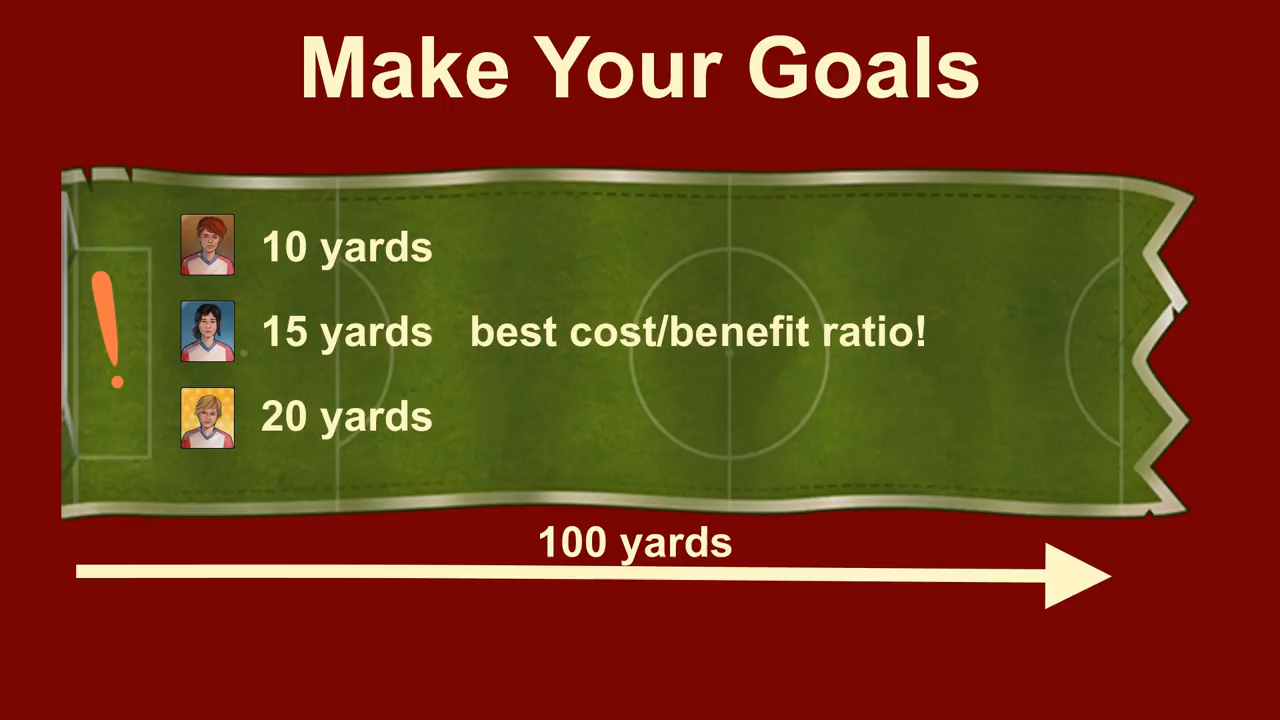 Make Your Goals
10 yards
15 yards best cost/benefit ratio!
20 yards
100 yards